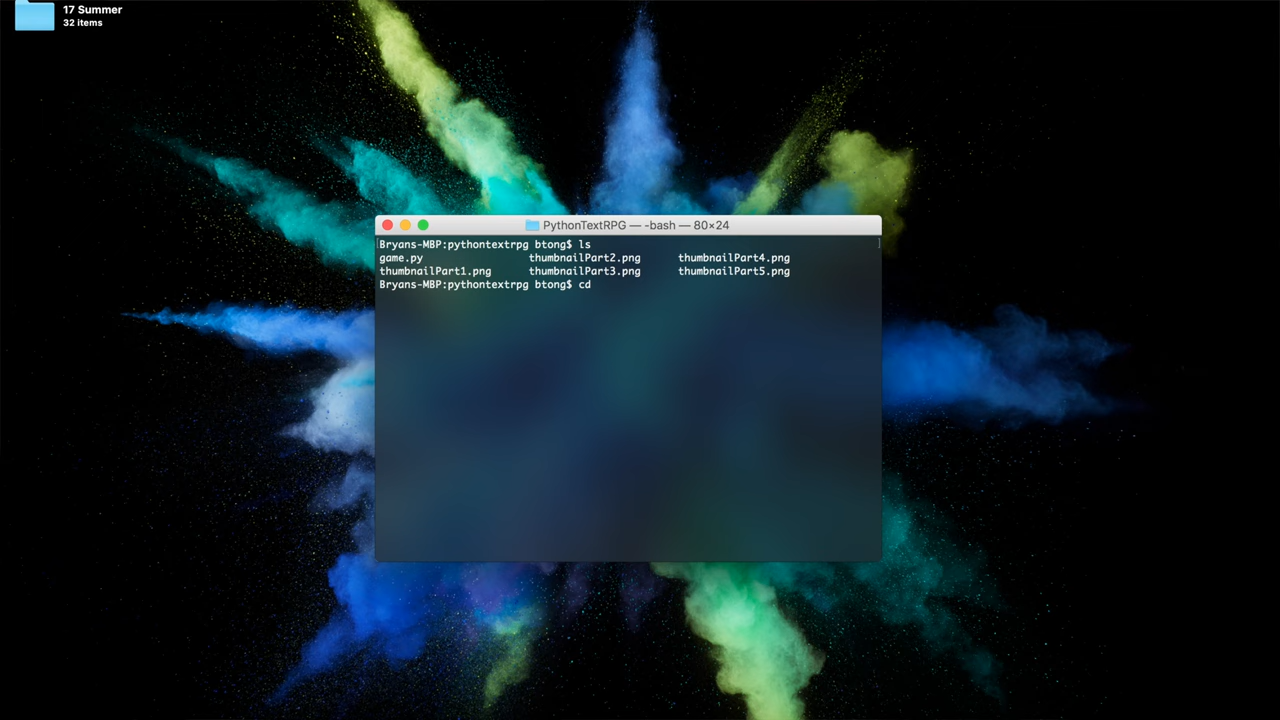 17 Summer
32 items
PythonTextRPG — -bash — 80×24
Bryans-MBP:pythontextrpg btong$ ls
game.py thumbnailPart2.png thumbnailPart4.png
thumbnailPart1.png thumbnailPart3.png thumbnailPart5.png
Bryans-MBP:pythontextrpg btong$ cd